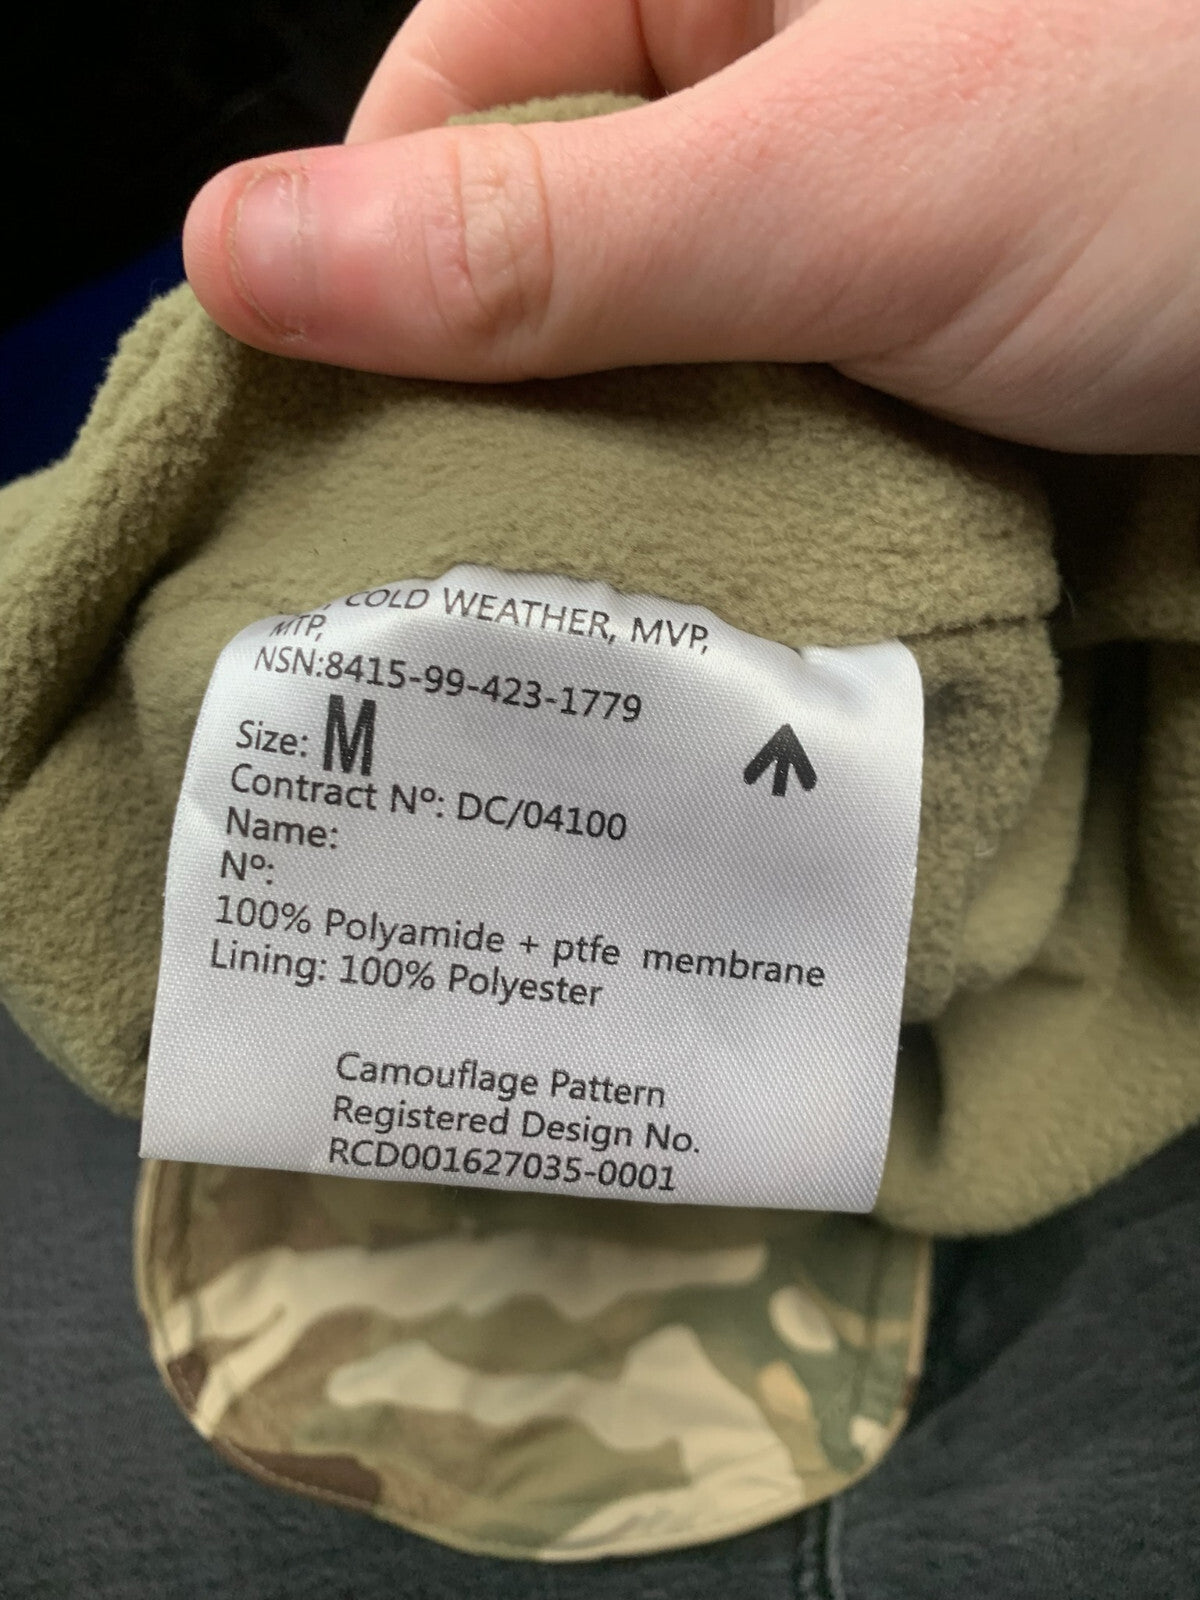 COLD WEATHER, MVP,
MTP,
NSN:8415-99-423-1779
Size: M
Contract Nº: DC/04100
Name:
Nº:
100% Polyamide + ptfe membrane
Lining: 100% Polyester
Camouflage Pattern
Registered Design No.
RCD001627035-0001